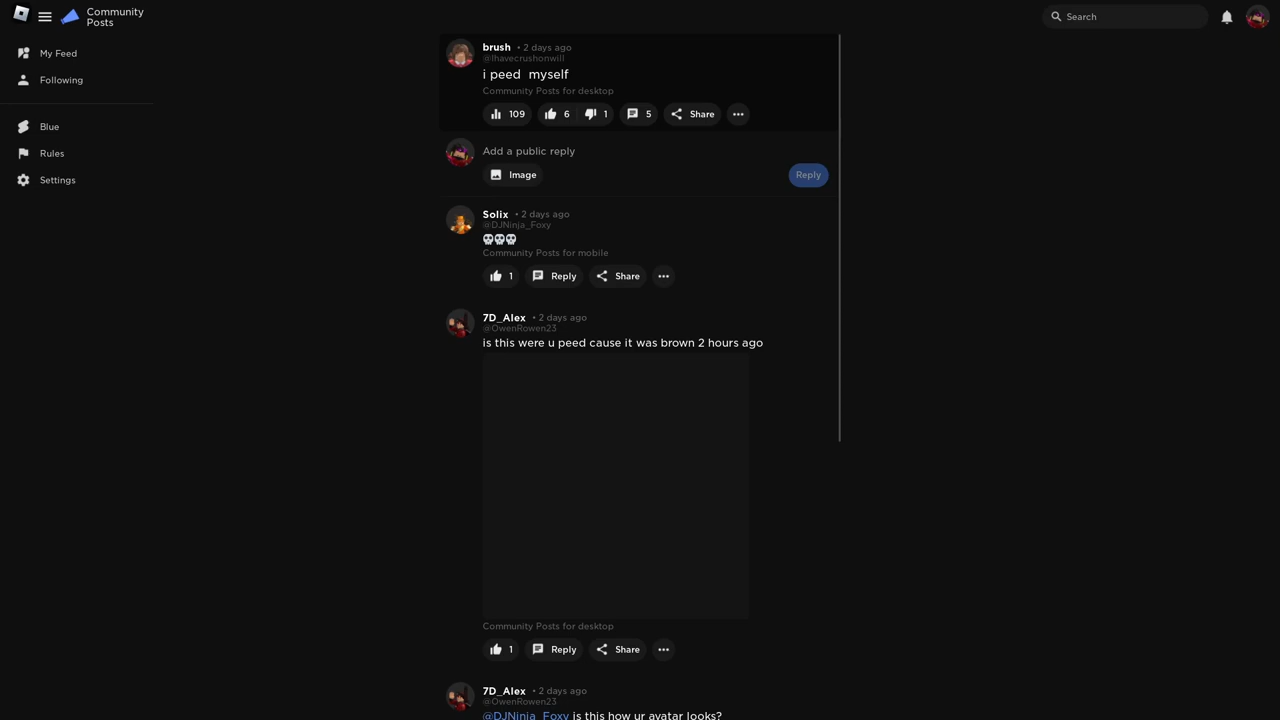 Community
Posts
Search
My Feed
Following
Blue
Rules
Settings
brush • 2 days ago
@Ihavecrushonwill
i peed  myself
Community Posts for desktop
109 6 1 5 Share
Add a public reply
Image Reply
Solix • 2 days ago
@DJNinja_Foxy
💀💀💀
Community Posts for mobile
1 Reply Share
7D_Alex • 2 days ago
@OwenRowen23
is this were u peed cause it was brown 2 hours ago
Community Posts for desktop
1 Reply Share
7D_Alex • 2 days ago
@OwenRowen23
@DJNinja_Foxy is this how ur avatar looks?